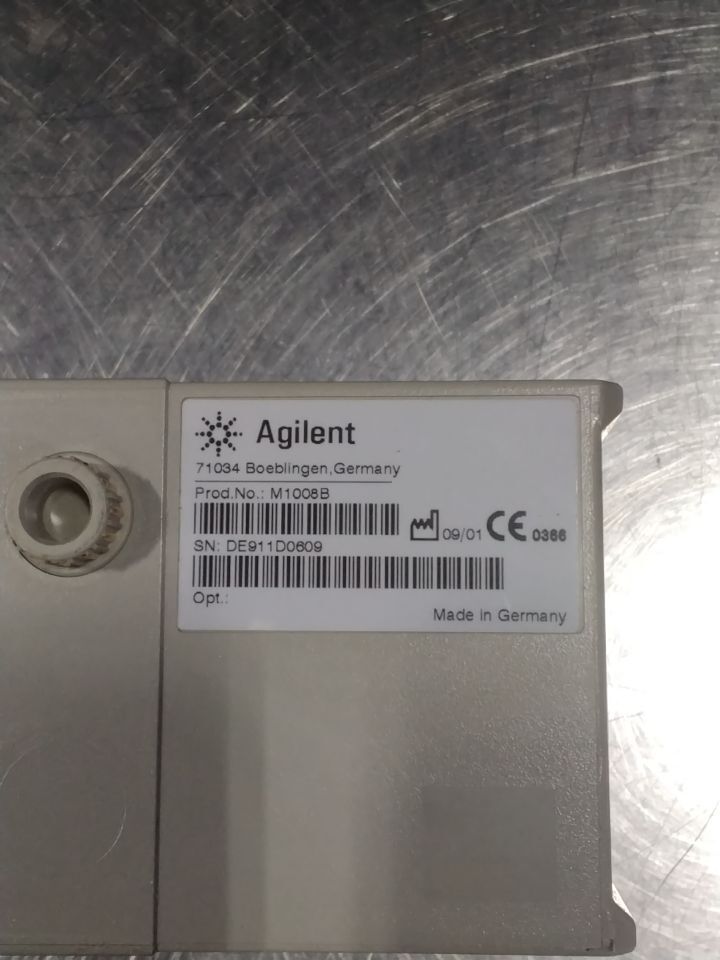 Agilent
71034 Boeblingen,Germany
Prod.No.: M1008B
09/01 CE 0366
SN: DE911D0609
Opt.:
Made in Germany